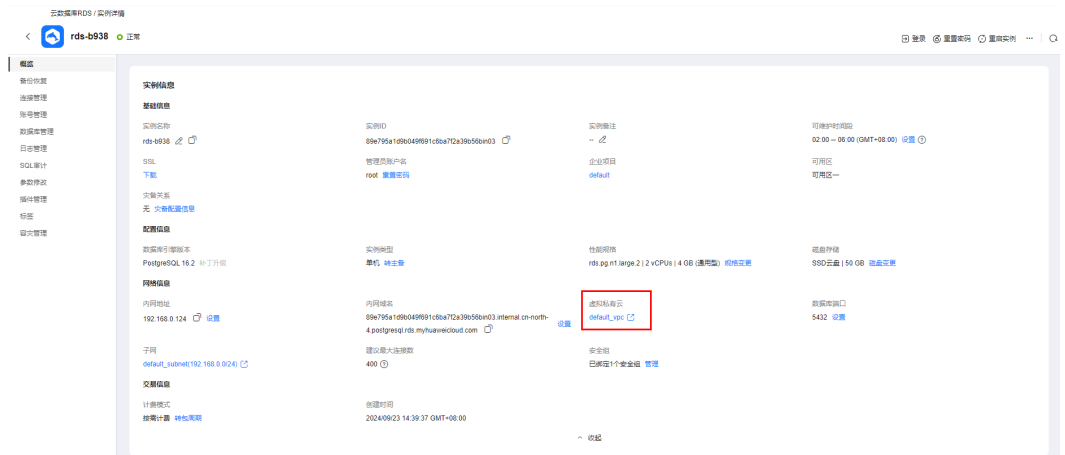 云数据库RDS / 实例详情
rds-b938 正常
登录 重置密码 重启实例 ···
概览
备份恢复
连接管理
账号管理
数据库管理
日志管理
SQL审计
参数修改
插件管理
标签
容灾管理
实例信息
基础信息
实例名称 实例ID 实例备注 可维护时间段
rds-b938 89e795a1d9b049f691c6ba7f2a39b56bin03 -- 02:00 — 06:00 (GMT+08:00) 设置
SSL 管理员账户名 企业项目 可用区
下载 root 重置密码 default 可用区一
灾备关系
无 灾备配置信息
配置信息
数据库引擎版本 实例类型 性能规格 磁盘存储
PostgreSQL 16.2 补丁升级 单机 转主备 rds.pg.n1.large.2 | 2 vCPUs | 4 GB (通用型) 规格变更 SSD云盘 | 50 GB 磁盘变更
网络信息
内网地址 内网域名 虚拟私有云 数据库端口
192.168.0.124 设置 89e795a1d9b049f691c6ba7f2a39b56bin03.internal.cn-north- 设置 default_vpc 5432 设置
4.postgresql.rds.myhuaweicloud.com
子网 建议最大连接数 安全组
default_subnet(192.168.0.0/24) 400 已绑定1个安全组 管理
交易信息
计费模式 创建时间
按需计费 转包周期 2024/09/23 14:39:37 GMT+08:00
收起